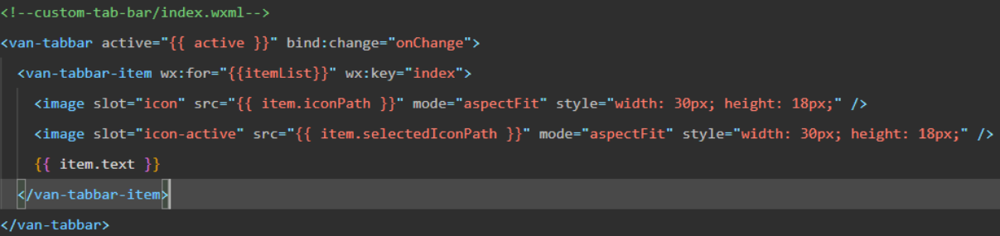 <!--custom-tab-bar/index.wxml-->
<van-tabbar active="{{ active }}" bind:change="onChange">
<van-tabbar-item wx:for="{{itemList}}" wx:key="index">
<image slot="icon" src="{{ item.iconPath }}" mode="aspectFit" style="width: 30px; height: 18px;" />
<image slot="icon-active" src="{{ item.selectedIconPath }}" mode="aspectFit" style="width: 30px; height: 18px;" />
{{ item.text }}
</van-tabbar-item>
</van-tabbar>